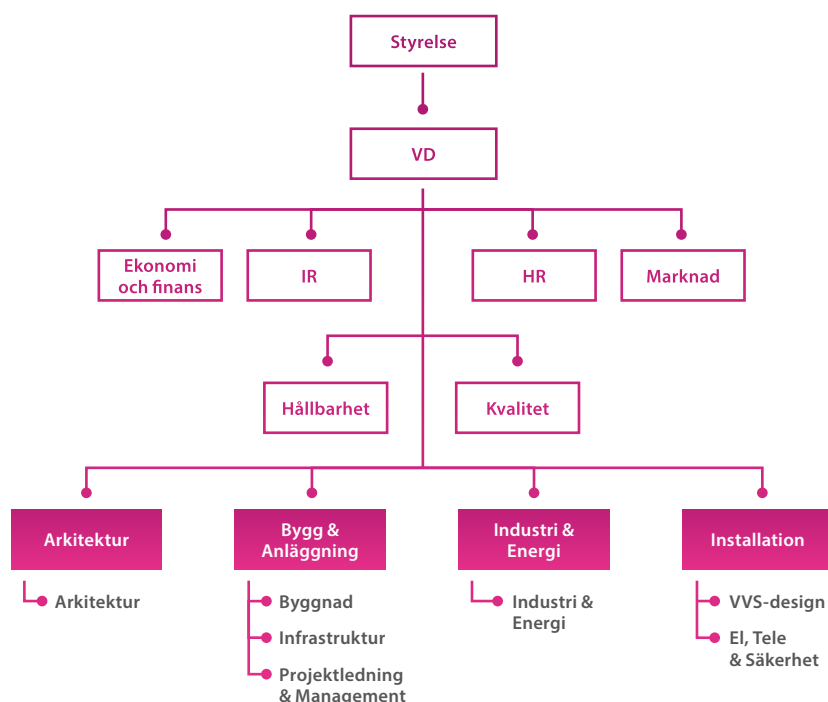 Styrelse
VD
Ekonomi
och finans
IR
HR
Marknad
Hållbarhet
Kvalitet
Arkitektur
Bygg &
Anläggning
Industri &
Energi
Installation
Arkitektur
Byggnad
Infrastruktur
Projektledning
& Management
Industri &
Energi
VVS-design
El, Tele
& Säkerhet